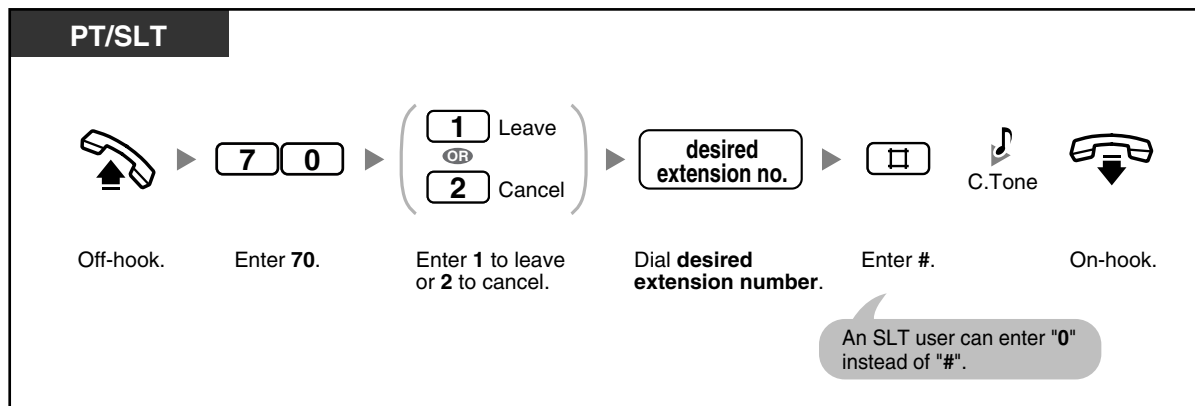 PT/SLT
7 0
1 Leave
OR
2 Cancel
desired
extension no.
C.Tone
Off-hook.
Enter 70.
Enter 1 to leave
or 2 to cancel.
Dial desired
extension number.
Enter #.
On-hook.
An SLT user can enter "0"
instead of "#".